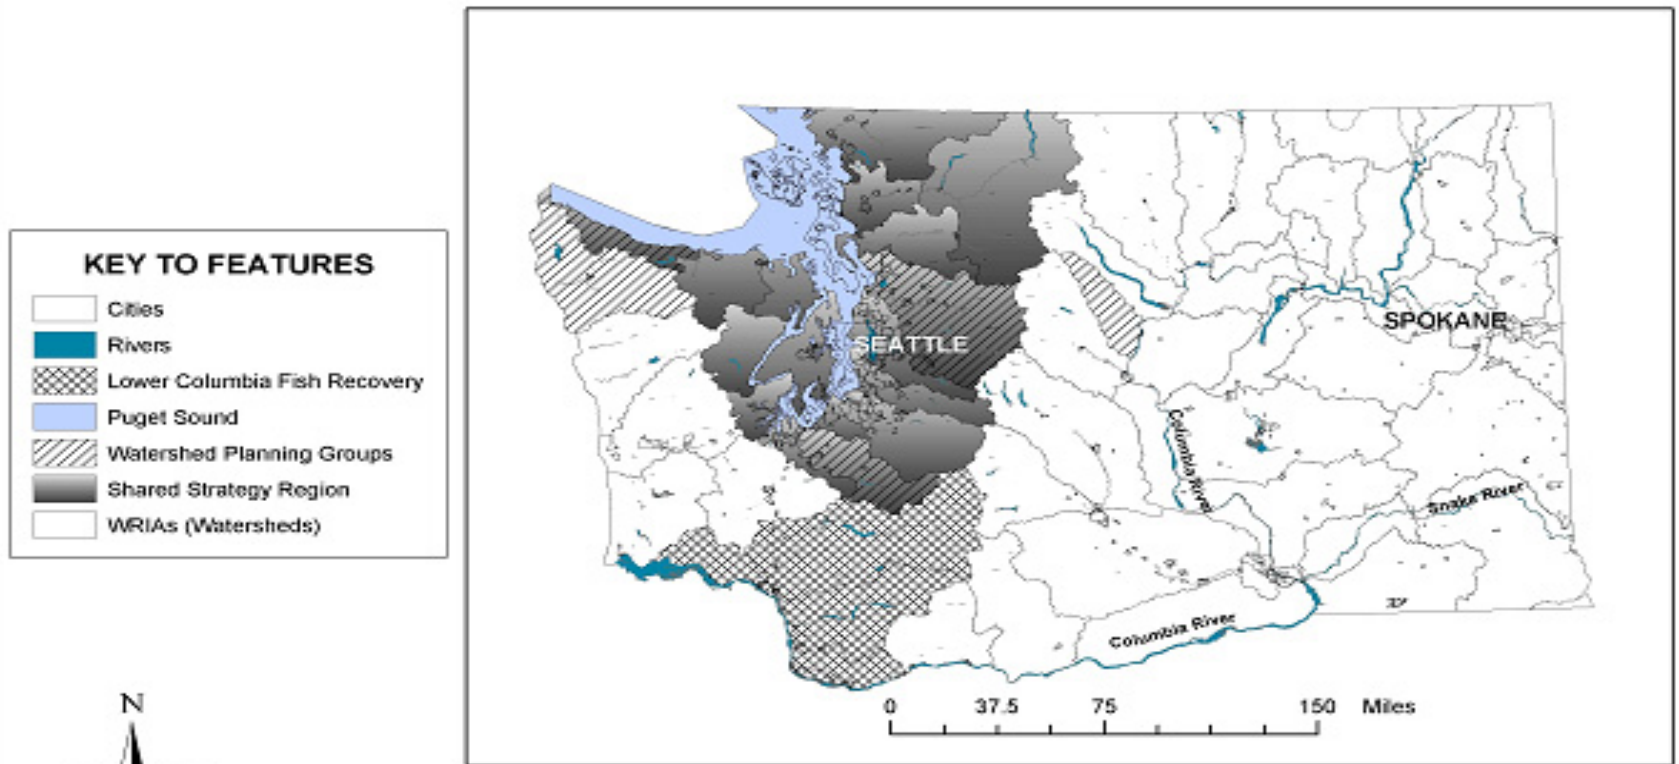 KEY TO FEATURES
Cities
Rivers
Lower Columbia Fish Recovery
Puget Sound
Watershed Planning Groups
Shared Strategy Region
WRIAs (Watersheds)
N
SEATTLE
SPOKANE
Columbia River
Snake River
Columbia River
0 37.5 75 150 Miles